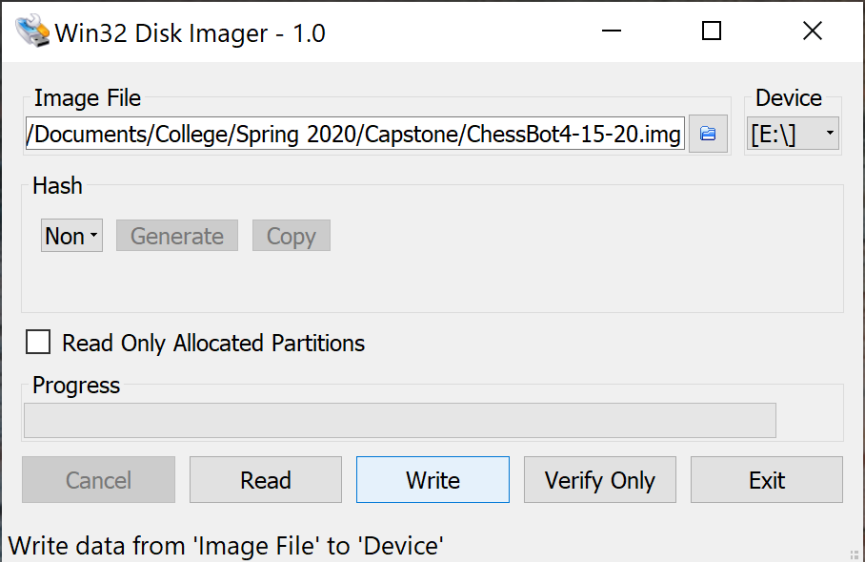 Win32 Disk Imager - 1.0
Image File
Device
/Documents/College/Spring 2020/Capstone/ChessBot4-15-20.img
[E:\]
Hash
Non
Generate
Copy
Read Only Allocated Partitions
Progress
Cancel
Read
Write
Verify Only
Exit
Write data from 'Image File' to 'Device'